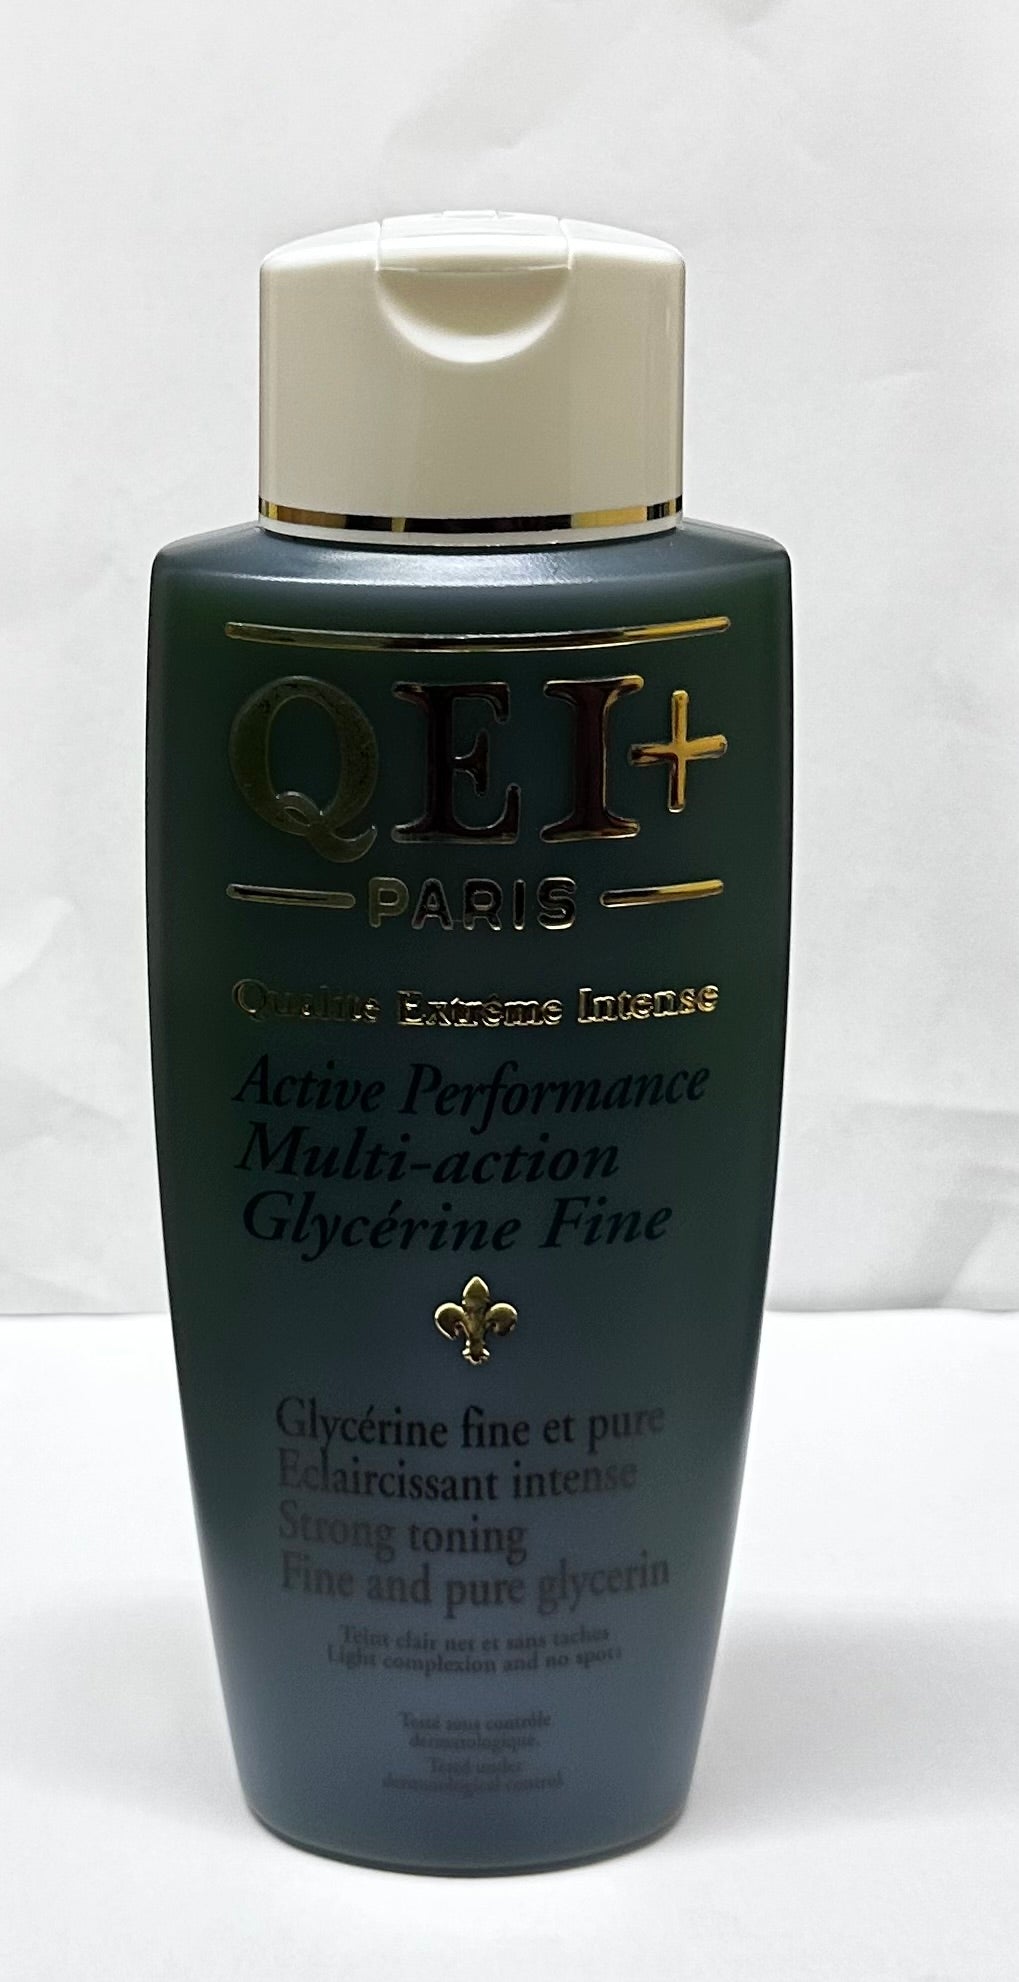 QEI+
PARIS
Qualité Extrême Intense
Active Performance
Multi-action
Glycérine Fine
Glycérine fine et pure
Eclaircissant intense
Strong toning
Fine and pure glycerin
Teint clair net et sans taches
Light complexion and no spots
Testé sous contrôle
dermatologique.
Tested under
dermatological control